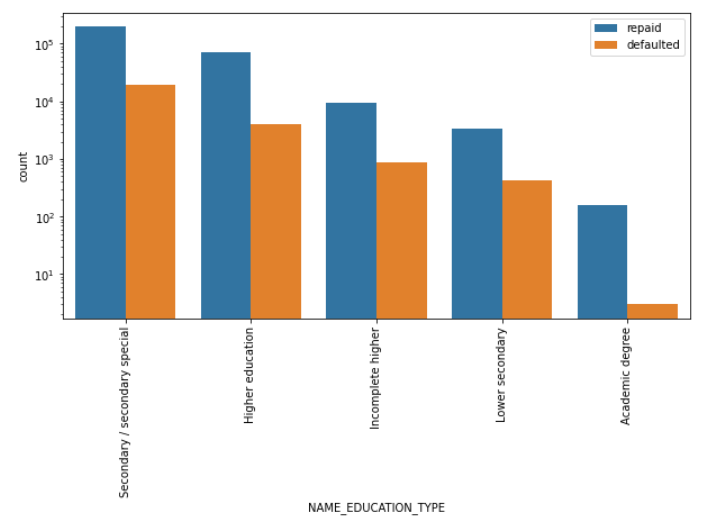 repaid
defaulted
10⁵
10⁴
10³
10²
10¹
count
Secondary / secondary special
Higher education
Incomplete higher
Lower secondary
Academic degree
NAME_EDUCATION_TYPE